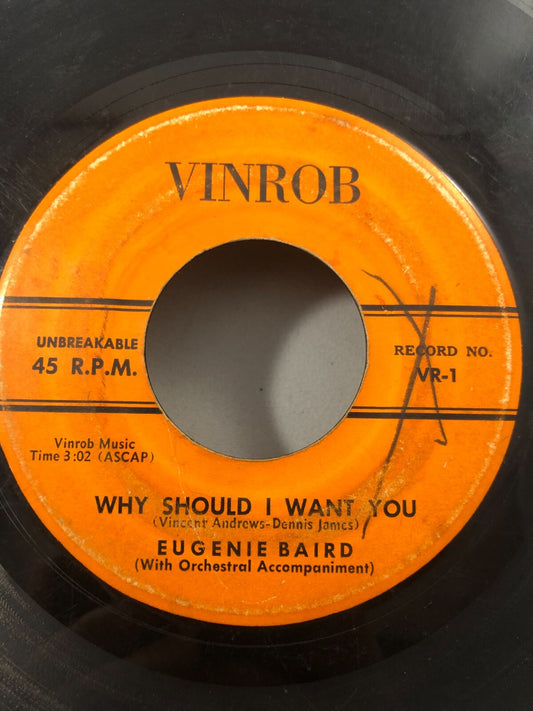 VINROB
UNBREAKABLE
45 R.P.M.
RECORD NO.
VR-1
Vinrob Music
Time 3:02 (ASCAP)
WHY SHOULD I WANT YOU
(Vincent Andrews-Dennis James)
EUGENIE BAIRD
(With Orchestral Accompaniment)